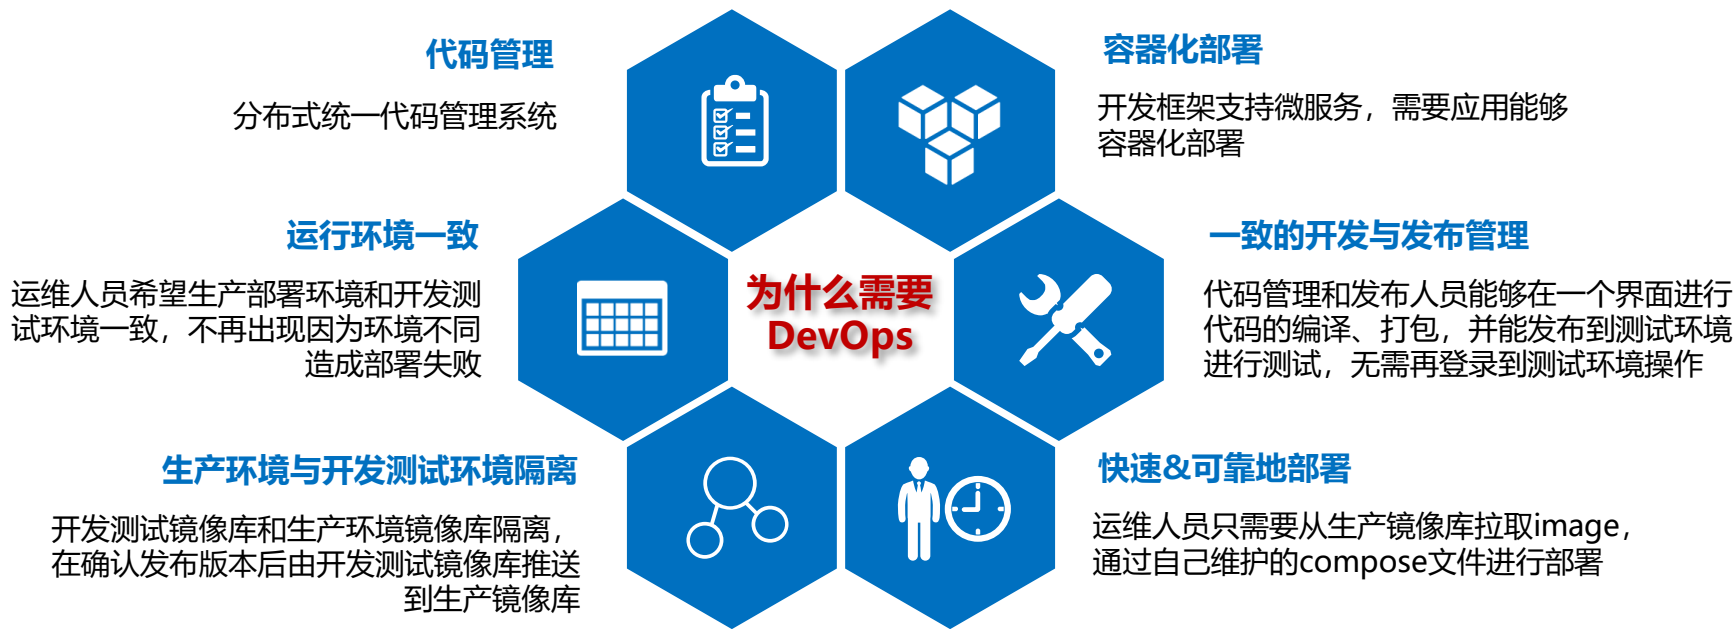 代码管理
分布式统一代码管理系统
容器化部署
开发框架支持微服务，需要应用能够
容器化部署
运行环境一致
运维人员希望生产部署环境和开发测
试环境一致，不再出现因为环境不同
造成部署失败
为什么需要
DevOps
一致的开发与发布管理
代码管理和发布人员能够在一个界面进行
代码的编译、打包，并能发布到测试环境
进行测试，无需再登录到测试环境操作
生产环境与开发测试环境隔离
开发测试镜像库和生产环境镜像库隔离，
在确认发布版本后由开发测试镜像库推送
到生产镜像库
快速&可靠地部署
运维人员只需要从生产镜像库拉取image，
通过自己维护的compose文件进行部署